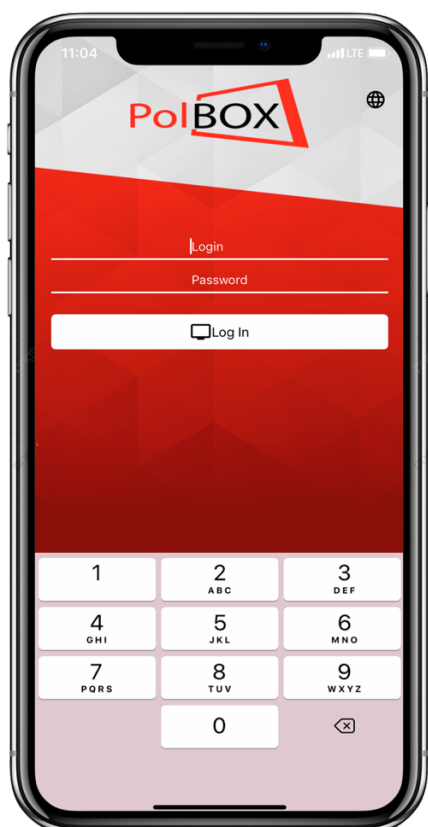 11:04 LTE
PolBOX
Login
Password
Log In
1 2 3
ABC DEF
4 5 6
GHI JKL MNO
7 8 9
PQRS TUV WXYZ
0